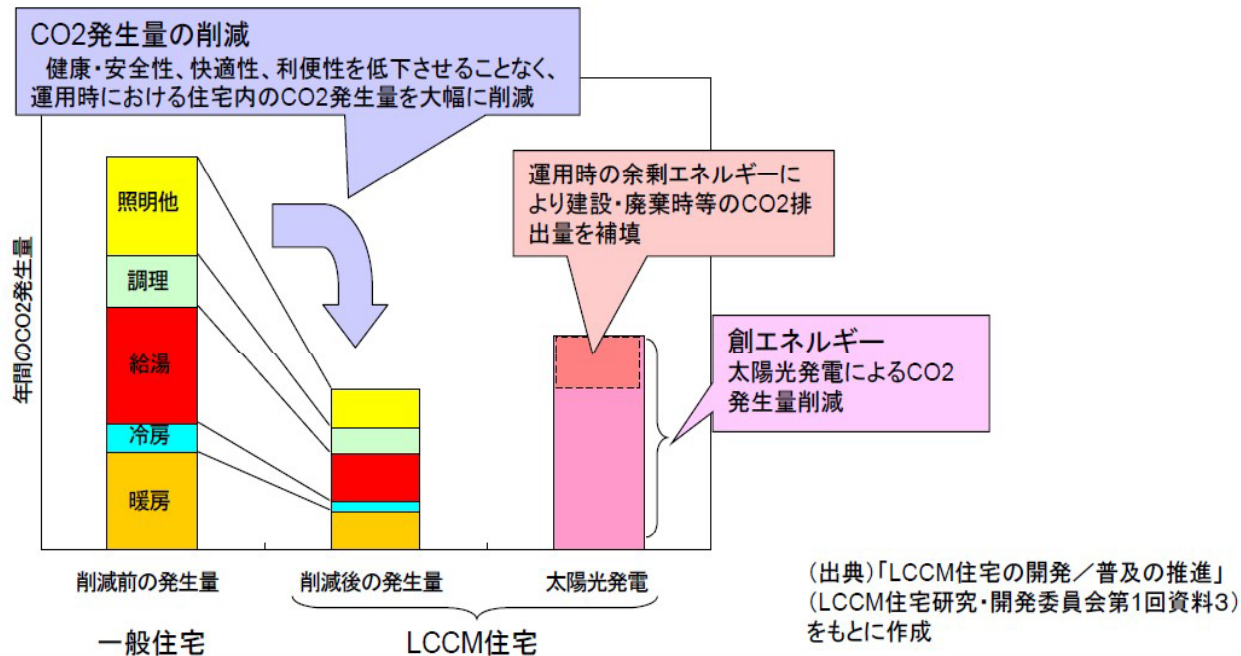 CO2発生量の削減
健康・安全性、快適性、利便性を低下させることなく、
運用時における住宅内のCO2発生量を大幅に削減
運用時の余剰エネルギーに
より建設・廃棄時等のCO2排
出量を補填
創エネルギー
太陽光発電によるCO2
発生量削減
年間のCO2発生量
照明他
調理
給湯
冷房
暖房
削減前の発生量
削減後の発生量
太陽光発電
一般住宅
LCCM住宅
(出典)「LCCM住宅の開発/普及の推進」
(LCCM住宅研究・開発委員会第1回資料3)
をもとに作成